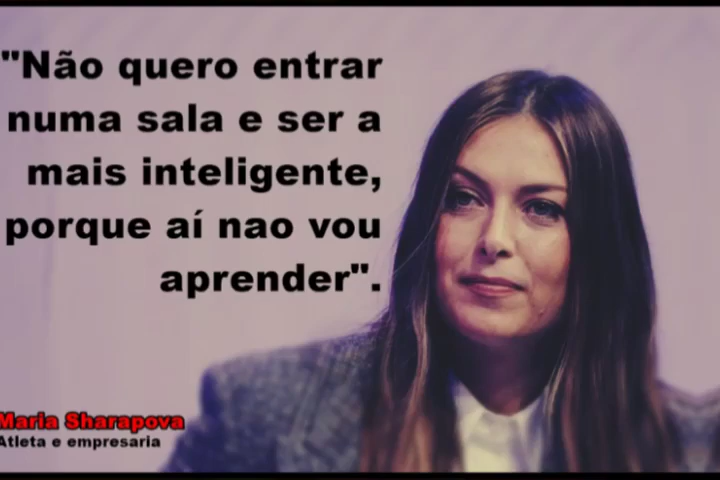 "Não quero entrar
numa sala e ser a
mais inteligente,
porque aí nao vou
aprender".
Maria Sharapova
Atleta e empresaria